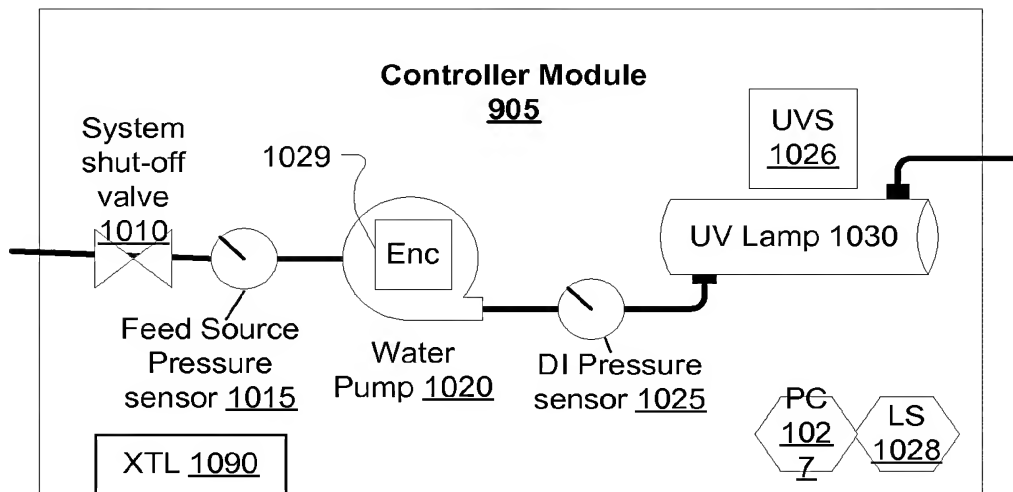 Controller Module
905
System
shut-off
valve
1010
1029
Enc
UVS
1026
UV Lamp 1030
Feed Source
Pressure
sensor 1015
Water
Pump 1020
DI Pressure
sensor 1025
XTL 1090
PC
102
7
LS
1028